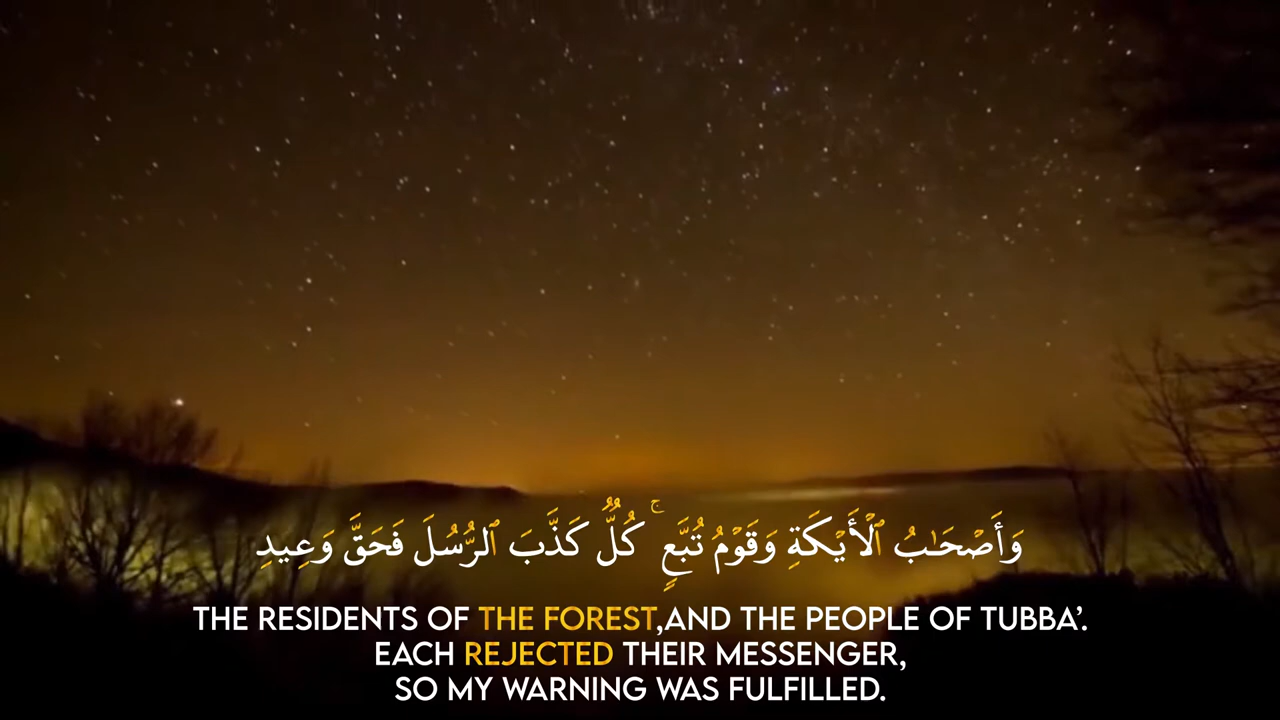 وَأَصْحَـٰبُ ٱلْأَيْكَةِ وَقَوْمُ تُبَّعٍ ۚ كُلٌّ كَذَّبَ ٱلرُّسُلَ فَحَقَّ وَعِيدِ
THE RESIDENTS OF THE FOREST,AND THE PEOPLE OF TUBBA’.
EACH REJECTED THEIR MESSENGER,
SO MY WARNING WAS FULFILLED.